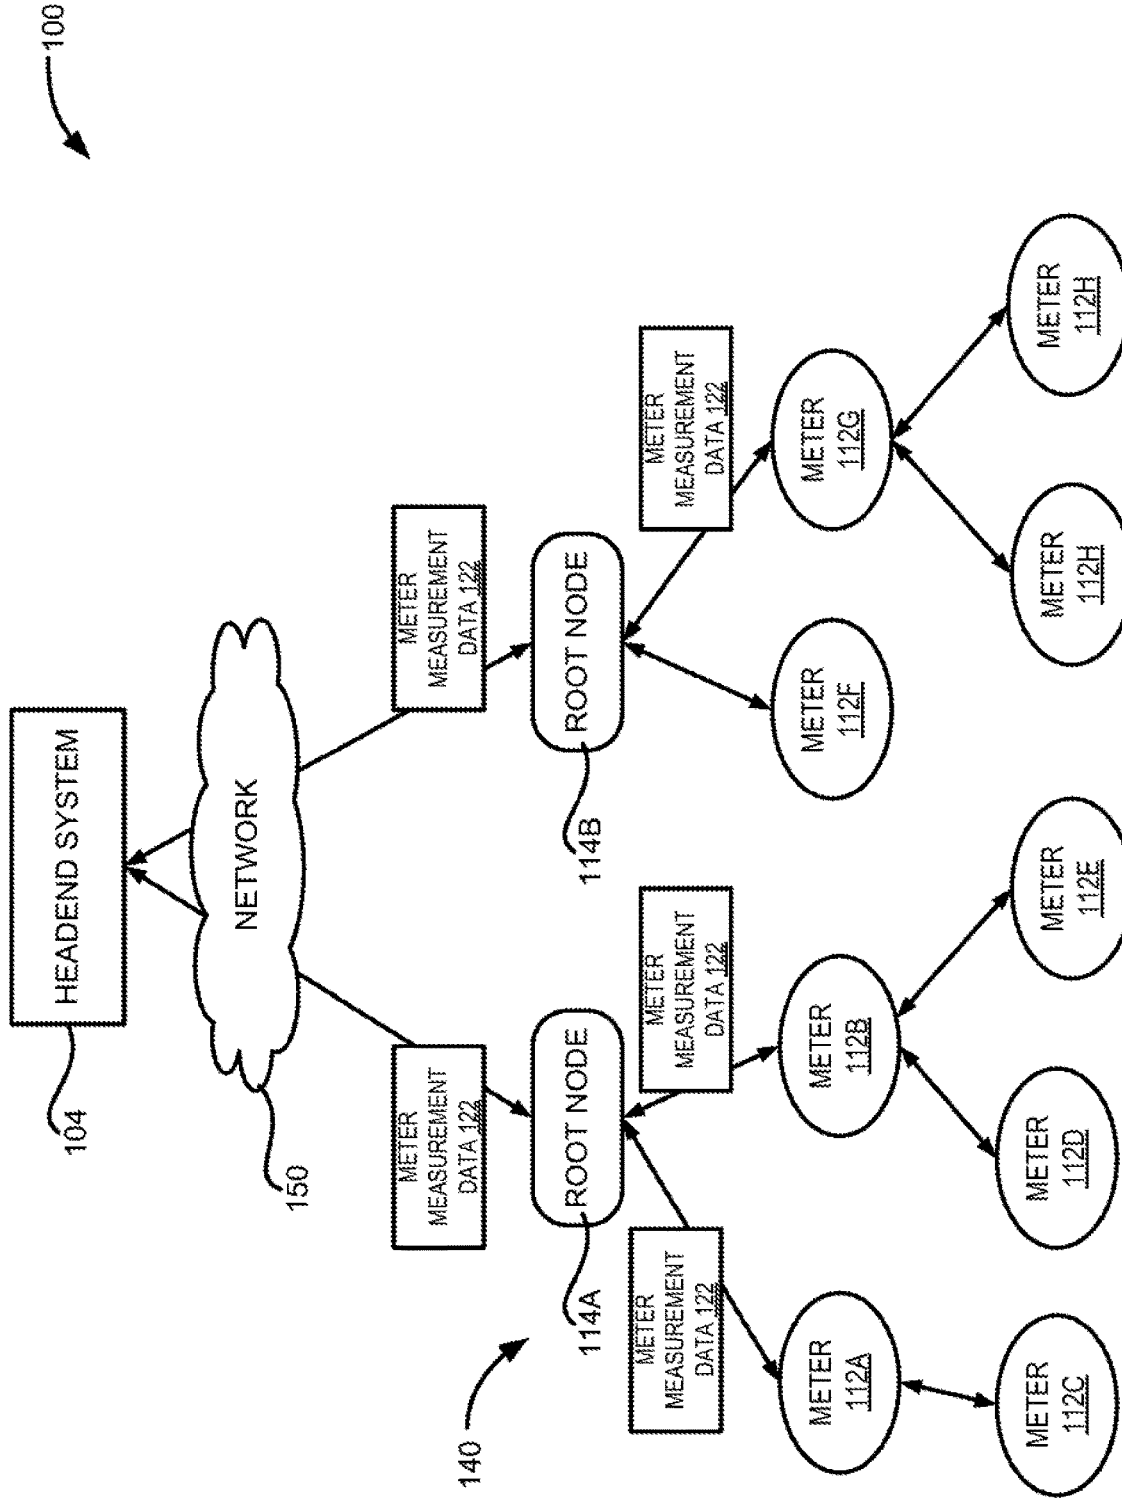 100
HEADEND SYSTEM
104
NETWORK
150
METER
MEASUREMENT
DATA 122
METER
MEASUREMENT
DATA 122
140
ROOT NODE
114A
ROOT NODE
114B
METER
MEASUREMENT
DATA 122
METER
MEASUREMENT
DATA 122
METER
MEASUREMENT
DATA 122
METER
112A
METER
112B
METER
112F
METER
112G
METER
112C
METER
112D
METER
112E
METER
112H
METER
112H